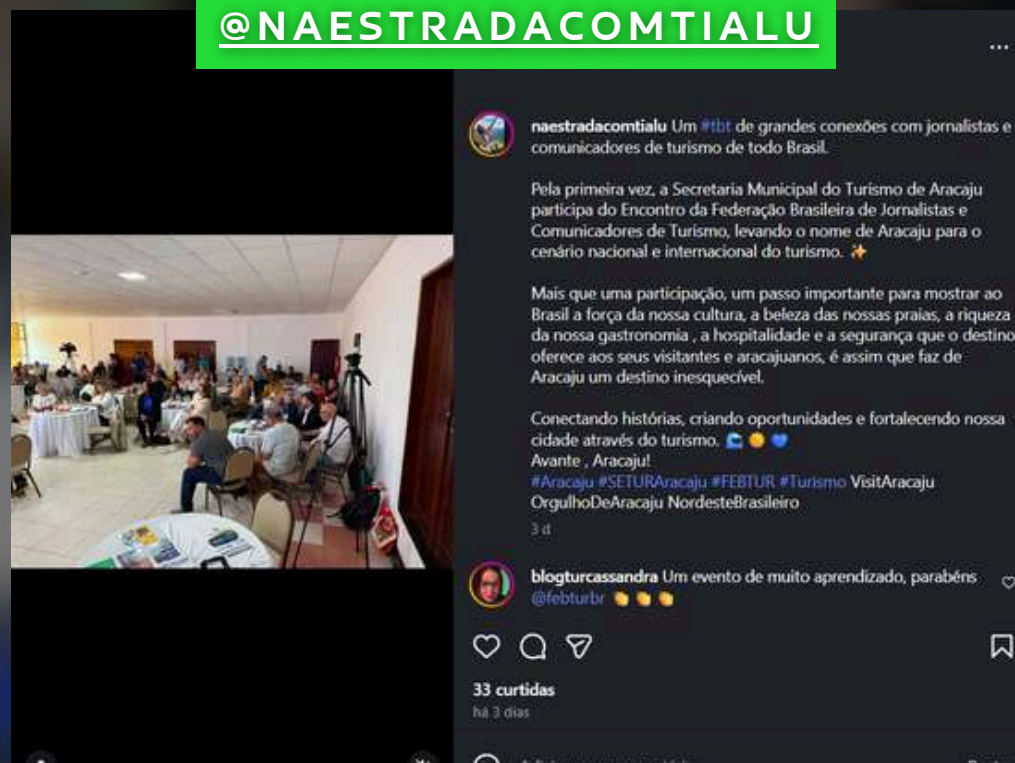 @NAESTRADACOMTIALU
naestradacomtialu Um #tbt de grandes conexões com jornalistas e
comunicadores de turismo de todo Brasil.
Pela primeira vez, a Secretaria Municipal do Turismo de Aracaju
participa do Encontro da Federação Brasileira de Jornalistas e
Comunicadores de Turismo, levando o nome de Aracaju para o
cenário nacional e internacional do turismo. ✨
Mais que uma participação, um passo importante para mostrar ao
Brasil a força da nossa cultura, a beleza das nossas praias, a riqueza
da nossa gastronomia , a hospitalidade e a segurança que o destino
oferece aos seus visitantes e aracajuanos, é assim que faz de
Aracaju um destino inesquecível.
Conectando histórias, criando oportunidades e fortalecendo nossa
cidade através do turismo. 🌊 ☀️ 💙
Avante , Aracaju!
#Aracaju #SETURAracaju #FEBTUR #Turismo VisitAracaju
OrgulhoDeAracaju NordesteBrasileiro
3 d
blogturcassandra Um evento de muito aprendizado, parabéns
@febturbr 👏 👏 👏
33 curtidas
há 3 dias